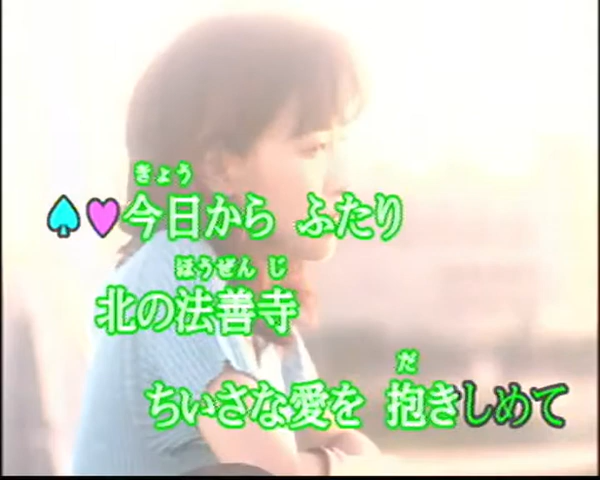 きょう
♠♥今日から ふたり
ほうぜん じ
北の法善寺
だ
ちいさな愛を 抱きしめて